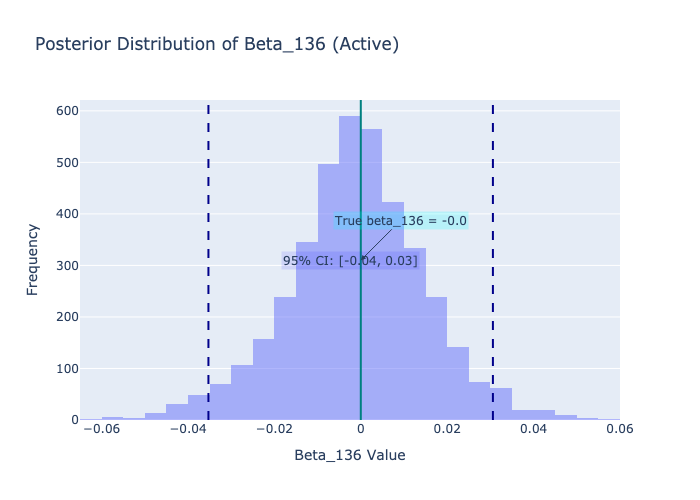 Posterior Distribution of Beta_136 (Active)
600
500
400
300
200
100
0
Frequency
True beta_136 = -0.0
95% CI: [-0.04, 0.03]
−0.06
−0.04
−0.02
0
0.02
0.04
0.06
Beta_136 Value